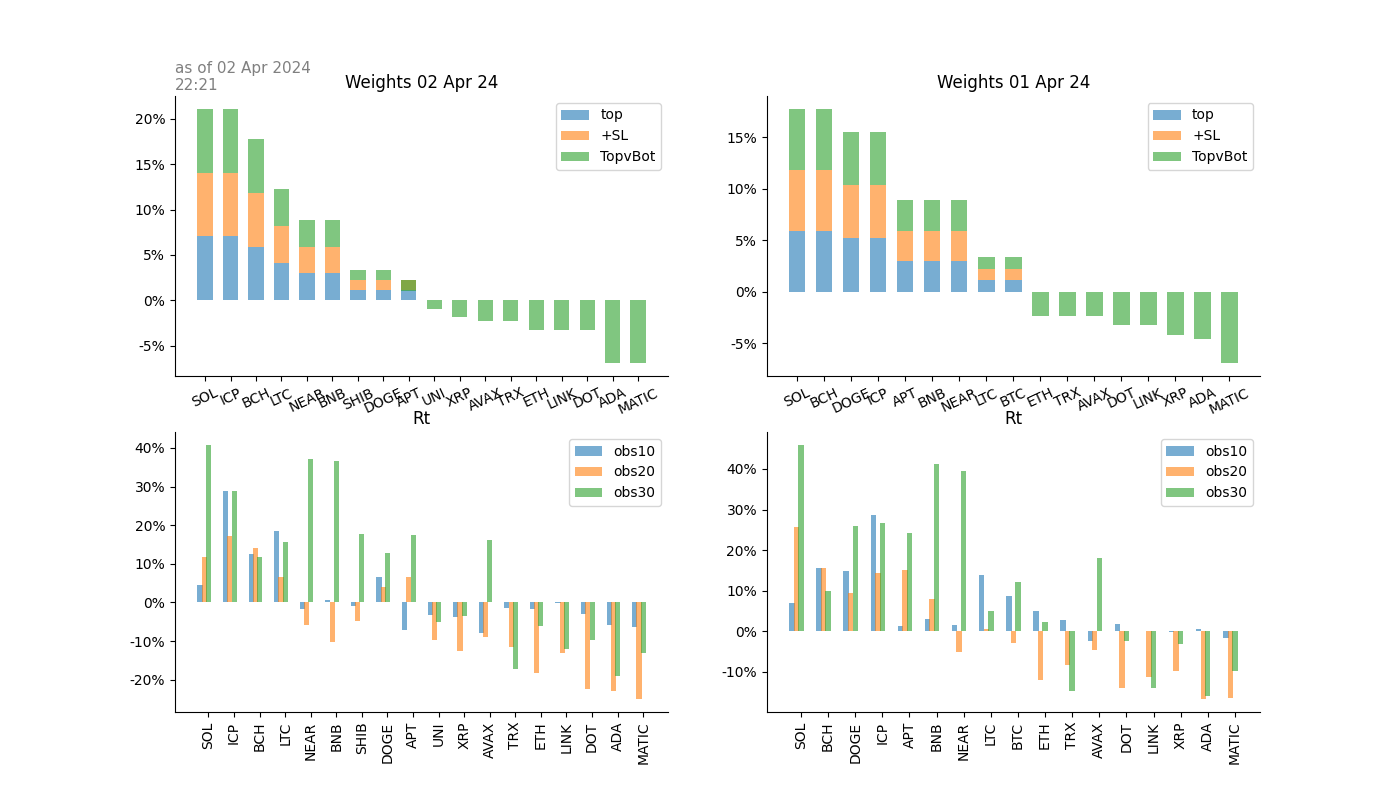 as of 02 Apr 2024
22:21
Weights 02 Apr 24
20%
15%
10%
5%
0%
-5%
top
+SL
TopvBot
SOL ICP BCH LTC NEAR BNB SHIB DOGE APT UNI XRP AVAX TRX ETH LINK DOT ADA MATIC
Weights 01 Apr 24
15%
10%
5%
0%
-5%
top
+SL
TopvBot
SOL BCH DOGE ICP APT BNB NEAR LTC BTC ETH TRX AVAX DOT LINK XRP ADA MATIC
Rt
40%
30%
20%
10%
0%
-10%
-20%
obs10
obs20
obs30
SOL ICP BCH LTC NEAR BNB SHIB DOGE APT UNI XRP AVAX TRX ETH LINK DOT ADA MATIC
Rt
40%
30%
20%
10%
0%
-10%
obs10
obs20
obs30
SOL BCH DOGE ICP APT BNB NEAR LTC BTC ETH TRX AVAX DOT LINK XRP ADA MATIC